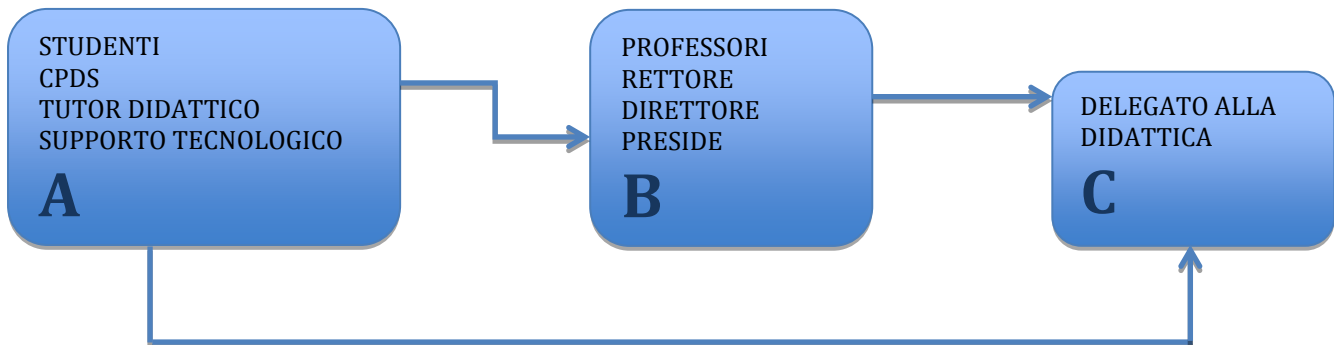 STUDENTI
CPDS
TUTOR DIDATTICO
SUPPORTO TECNOLOGICO
A
PROFESSORI
RETTORE
DIRETTORE
PRESIDE
B
DELEGATO ALLA
DIDATTICA
C